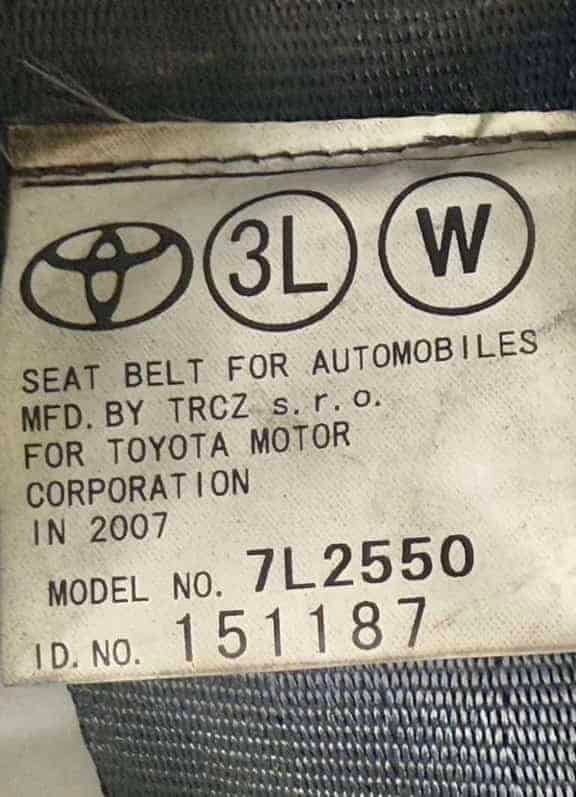 3L W
SEAT BELT FOR AUTOMOBILES
MFD. BY TRCZ s. r. o.
FOR TOYOTA MOTOR
CORPORATION
IN 2007
MODEL NO. 7L2550
ID. NO. 151187